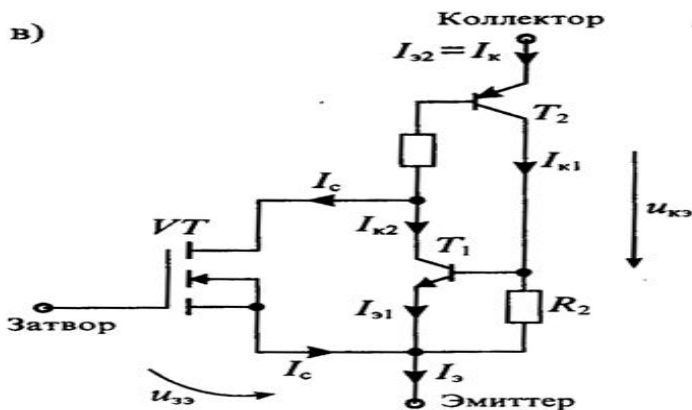 в)
Коллектор
Iэ2 = Iк
T2
Iк1
Iс
uкэ
VT
Iк2
T1
Затвор
Iэ1
R2
Iс
Iэ
uзэ
Эмиттер